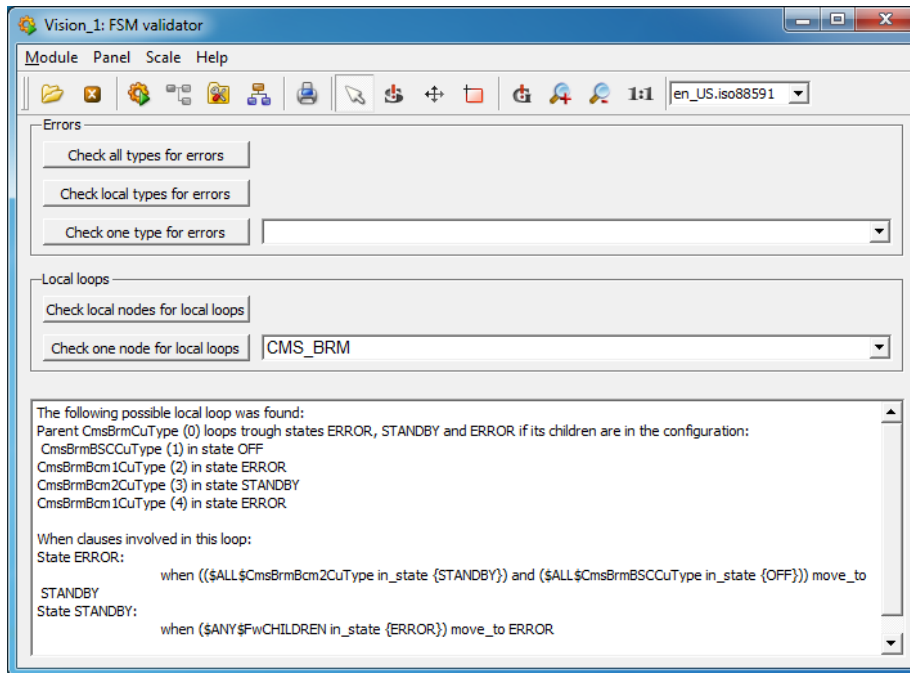 Vision_1: FSM validator
Module Panel Scale Help
1:1 en_US.iso88591
Errors
Check all types for errors
Check local types for errors
Check one type for errors
Local loops
Check local nodes for local loops
Check one node for local loops CMS_BRM
The following possible local loop was found:
Parent CmsBrmCuType (0) loops trough states ERROR, STANDBY and ERROR if its children are in the configuration:
CmsBrmBSCCuType (1) in state OFF
CmsBrmBcm1CuType (2) in state ERROR
CmsBrmBcm2CuType (3) in state STANDBY
CmsBrmBcm1CuType (4) in state ERROR
When clauses involved in this loop:
State ERROR:
when (($ALL$CmsBrmBcm2CuType in_state {STANDBY}) and ($ALL$CmsBrmBSCCuType in_state {OFF})) move_to
STANDBY
State STANDBY:
when ($ANY$FwCHILDREN in_state {ERROR}) move_to ERROR